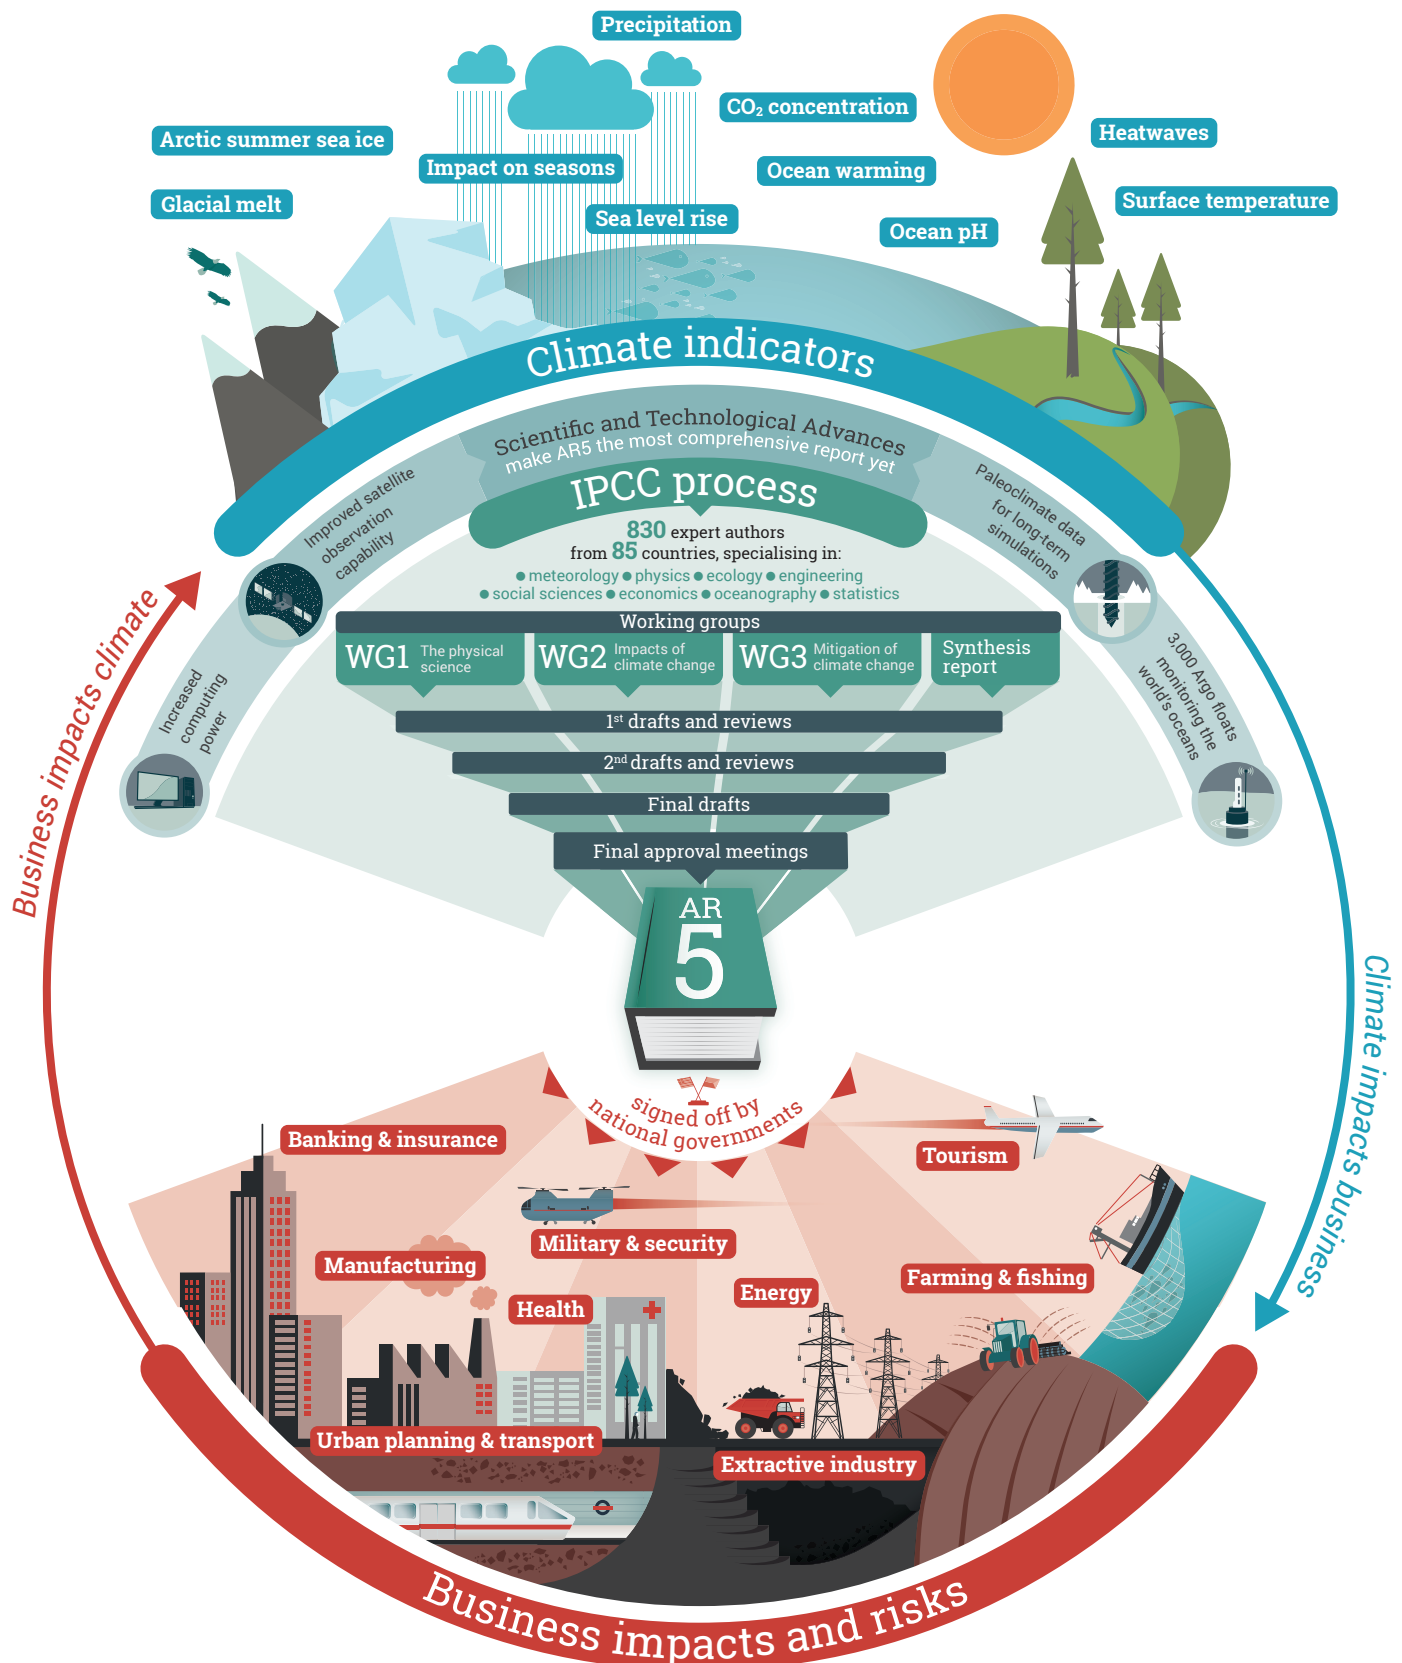 Precipitation
CO₂ concentration
Heatwaves
Arctic summer sea ice
Impact on seasons
Ocean warming
Glacial melt
Surface temperature
Sea level rise
Ocean pH
Climate indicators
Scientific and Technological Advances
make AR5 the most comprehensive report yet
Improved satellite
observation
capability
Increased
computing
power
Paleoclimate data
for long-term
simulations
3,000 Argo floats
monitoring the
world's oceans
IPCC process
830 expert authors
from 85 countries, specialising in:
● meteorology ● physics ● ecology ● engineering
● social sciences ● economics ● oceanography ● statistics
Working groups
WG1 The physical
science
WG2 Impacts of
climate change
WG3 Mitigation of
climate change
Synthesis
report
1st drafts and reviews
2nd drafts and reviews
Final drafts
Final approval meetings
AR
5
signed off by
national governments
Business impacts climate
Climate impacts business
Banking & insurance
Tourism
Military & security
Manufacturing
Farming & fishing
Energy
Health
Urban planning & transport
Extractive industry
Business impacts and risks